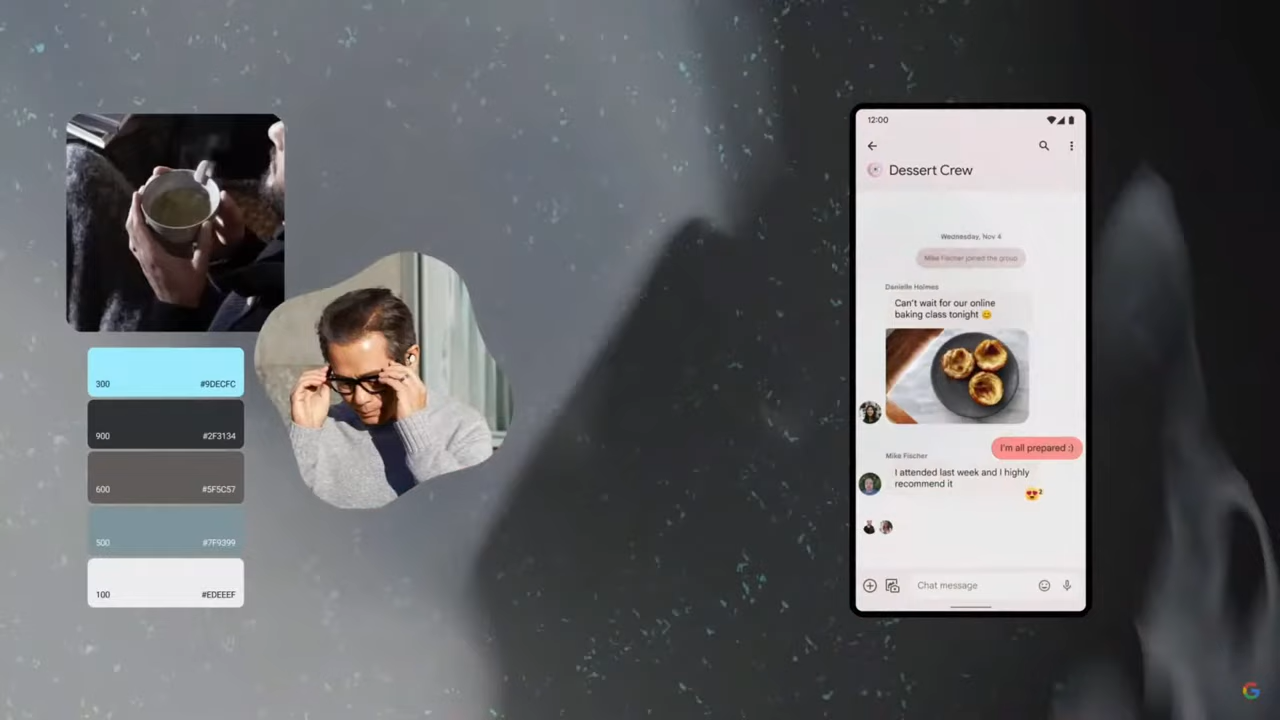 300 #9DECFC
900 #2F3134
600 #5F5C57
500 #7F9399
100 #EDEEEF
12:00
Dessert Crew
Wednesday, Nov 4
Mike Fischer joined the group
Danielle Holmes
Can't wait for our online
baking class tonight 😊
I'm all prepared :)
Mike Fischer
I attended last week and I highly
recommend it
😍2
Chat message
G